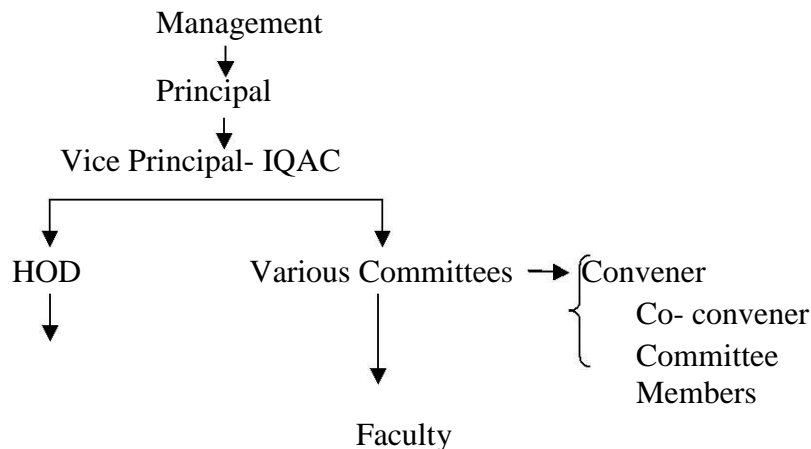 Management
Principal
Vice Principal- IQAC
HOD
Various Committees
Convener
Co- convener
Committee
Members
Faculty